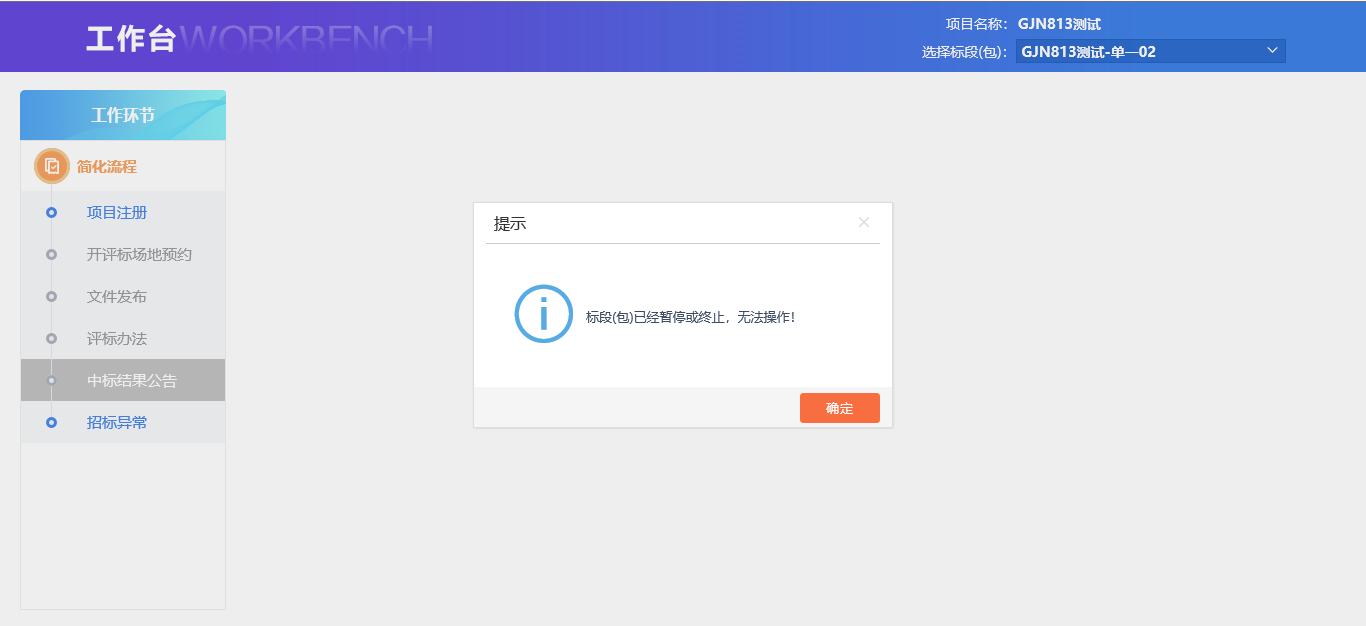 工作台WORKBENCH
项目名称： GJN813测试
选择标段(包)： GJN813测试-单一02
工作环节
简化流程
项目注册
开评标场地预约
文件发布
评标办法
中标结果公告
招标异常
提示
标段(包)已经暂停或终止，无法操作！
确定